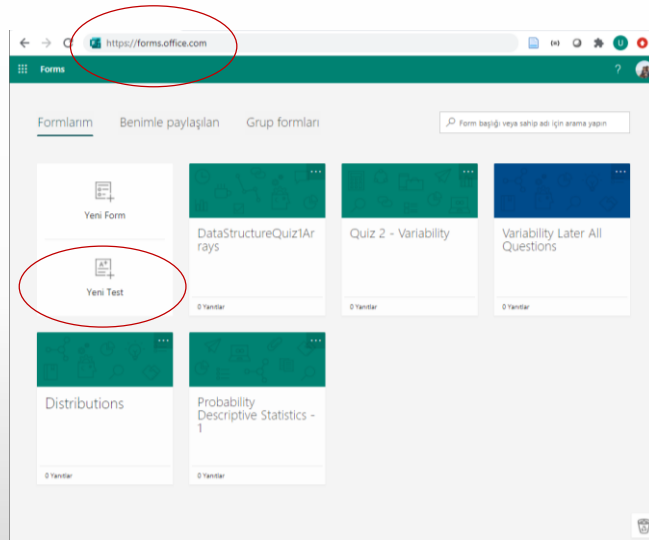 https://forms.office.com
Forms
?
Formlarım
Benimle paylaşılan
Grup formları
Form başlığı veya sahip adı için arama yapın
Yeni Form
Yeni Test
DataStructureQuiz1Ar
rays
0 Yanıtlar
Quiz 2 - Variability
0 Yanıtlar
Variability Later All
Questions
0 Yanıtlar
Distributions
0 Yanıtlar
Probability
Descriptive Statistics -
1
0 Yanıtlar